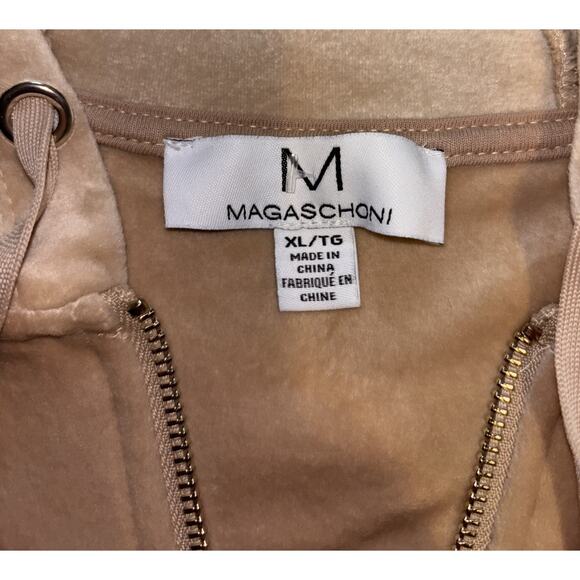 M
MAGASCHONI
XL/TG
MADE IN
CHINA
FABRIQUÉ EN
CHINE